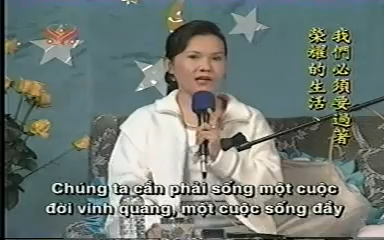 我們必須要過著
榮耀的生活
Chúng ta cần phải sống một cuộc
đời vinh quang, một cuộc sống đầy